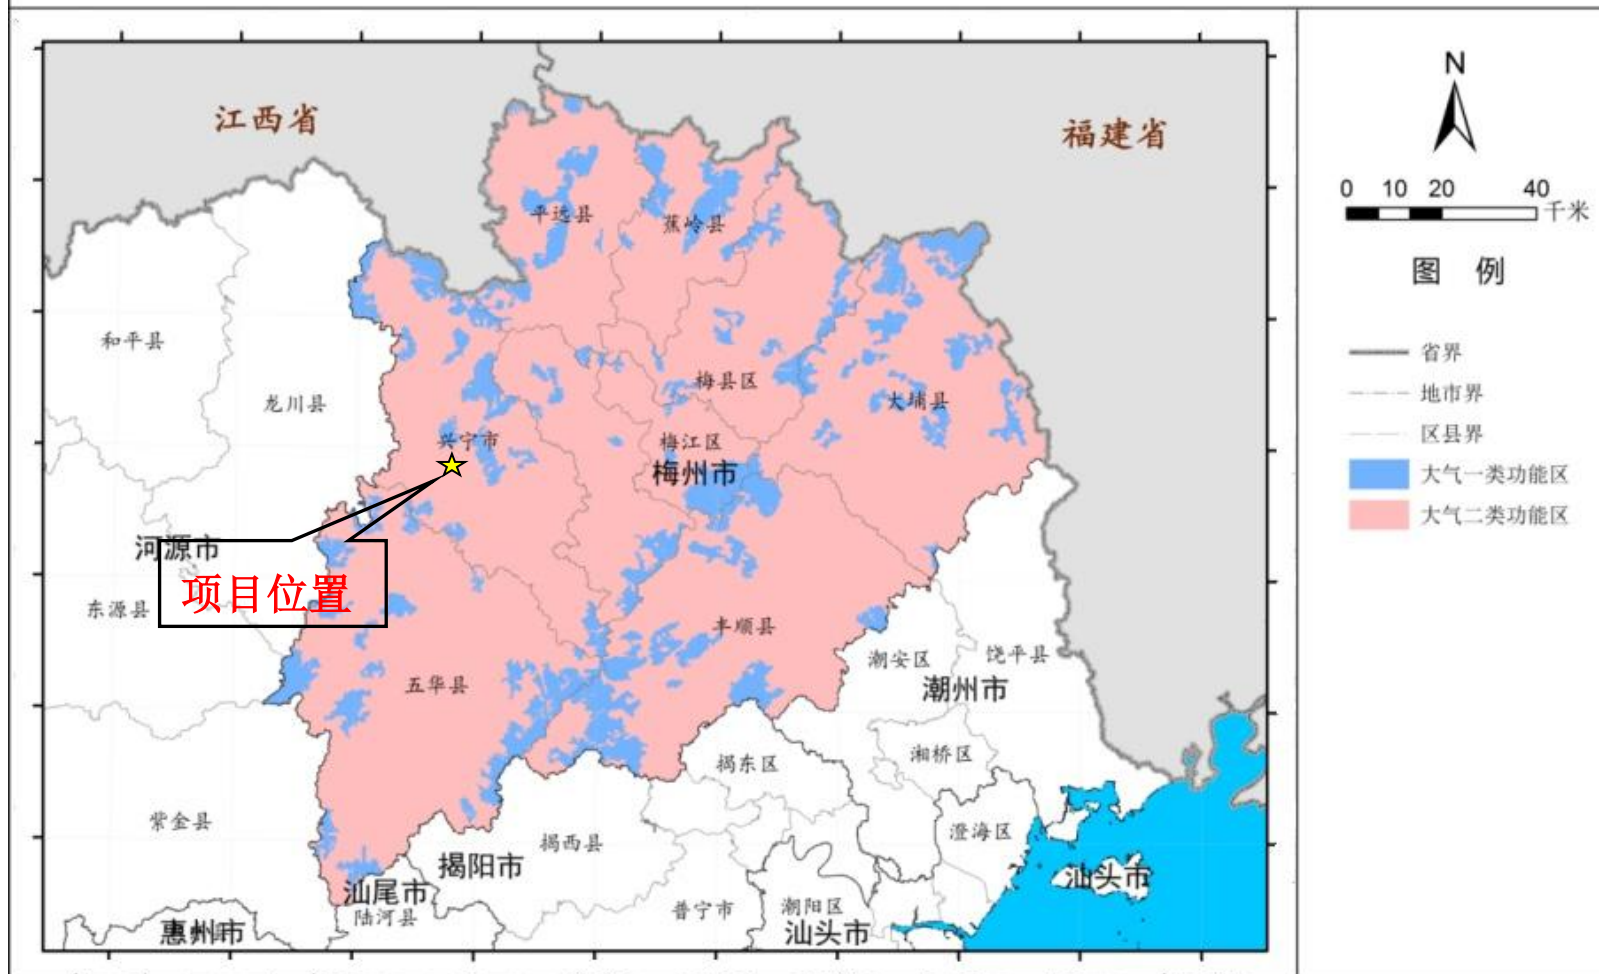 江西省
福建省
平远县
蕉岭县
和平县
龙川县
梅县区
大埔县
兴宁市
梅江区
梅州市
河源市
项目位置
东源县
丰顺县
五华县
潮安区
饶平县
潮州市
湘桥区
揭东区
紫金县
揭西县
澄海区
揭阳市
汕头市
汕尾市
陆河县
普宁市
潮阳区
惠州市
汕头市
N
0 10 20 40
千米
图 例
省界
地市界
区县界
大气一类功能区
大气二类功能区